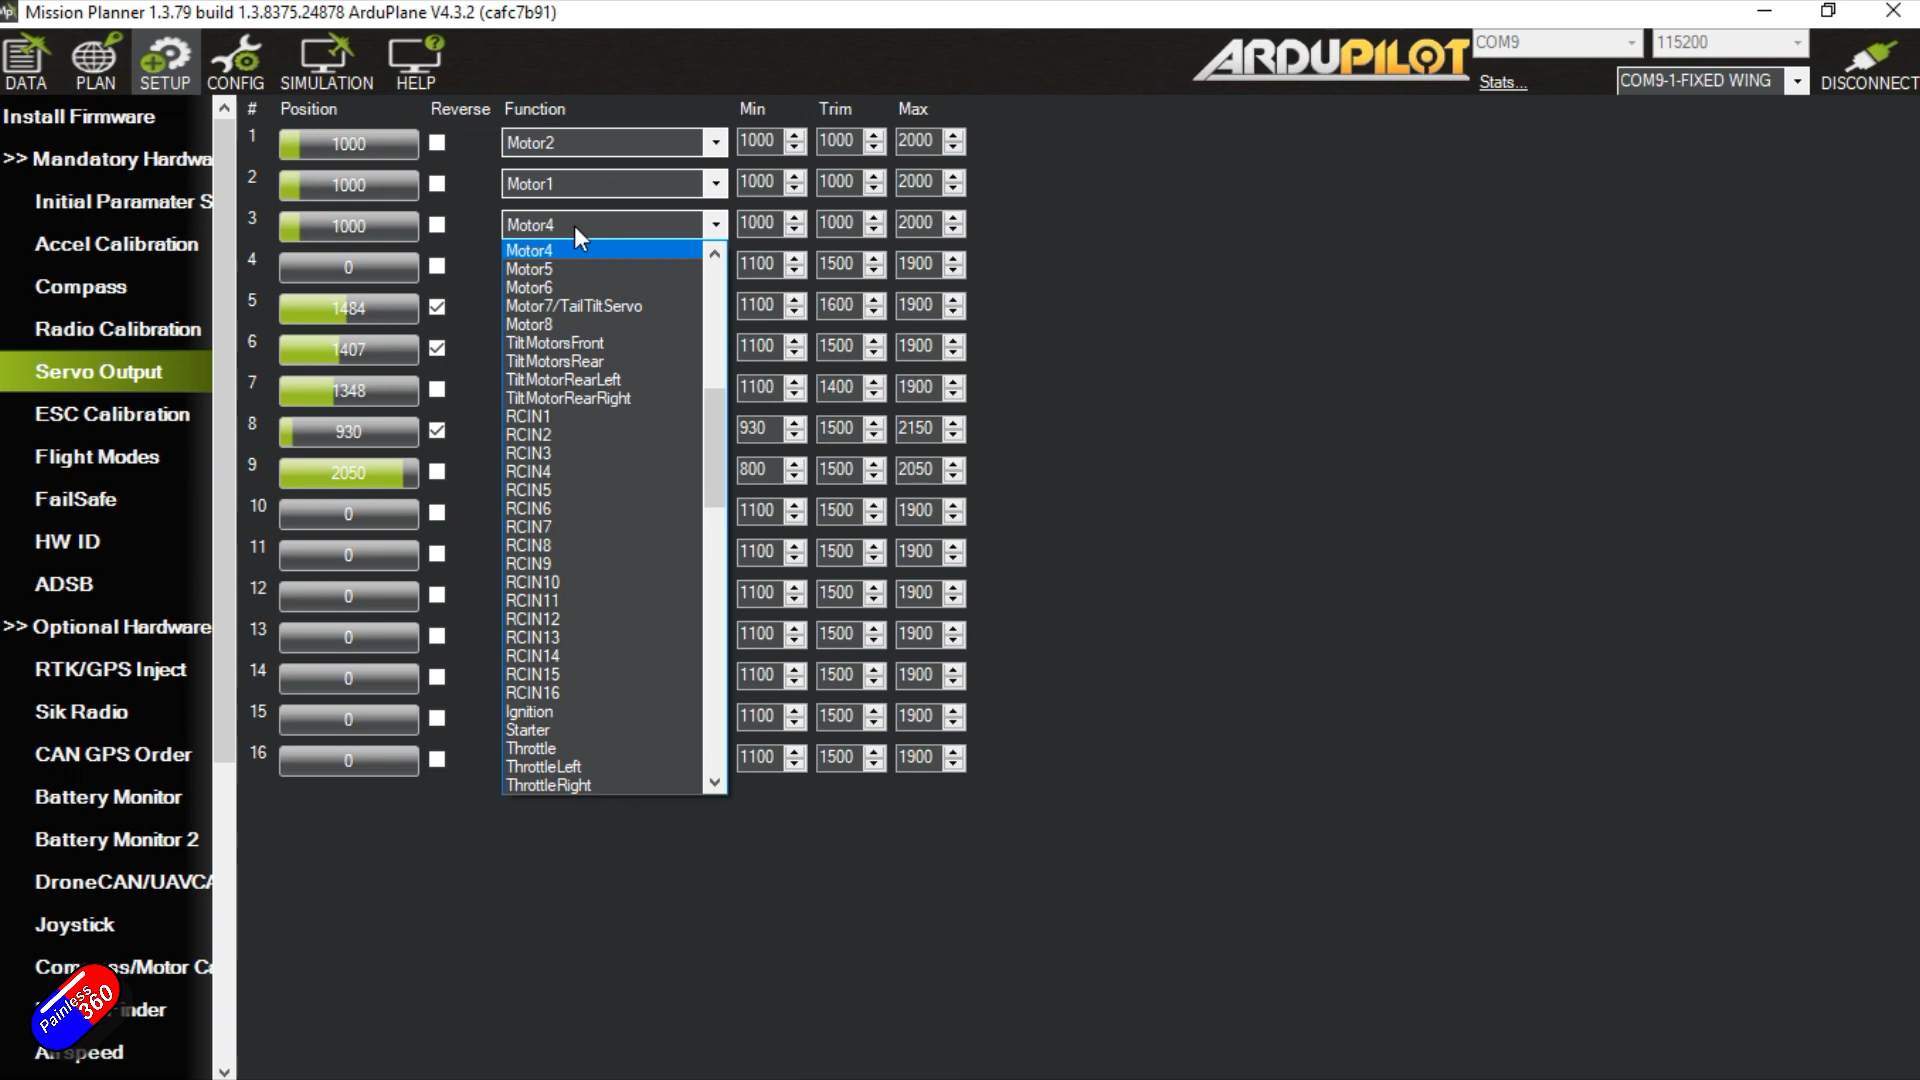 Mission Planner 1.3.79 build 1.3.8375.24878 ArduPlane V4.3.2 (cafc7b91)
DATA PLAN SETUP CONFIG SIMULATION HELP
ARDUPILOT
COM9 115200
Stats... COM9-1-FIXED WING DISCONNECT
Install Firmware
>> Mandatory Hardwa
Initial Paramater S
Accel Calibration
Compass
Radio Calibration
Servo Output
ESC Calibration
Flight Modes
FailSafe
HW ID
ADSB
>> Optional Hardware
RTK/GPS Inject
Sik Radio
CAN GPS Order
Battery Monitor
Battery Monitor 2
DroneCAN/UAVCA
Joystick
Com ss/Motor Ca
inder
Airspeed
Painless 360
# Position Reverse Function Min Trim Max
1 1000 Motor2 1000 1000 2000
2 1000 Motor1 1000 1000 2000
3 1000 Motor4 1000 1000 2000
4 0 1100 1500 1900
5 1484 1100 1600 1900
6 1407 1100 1500 1900
7 1348 1100 1400 1900
8 930 930 1500 2150
9 2050 800 1500 2050
10 0 1100 1500 1900
11 0 1100 1500 1900
12 0 1100 1500 1900
13 0 1100 1500 1900
14 0 1100 1500 1900
15 0 1100 1500 1900
16 0 1100 1500 1900
Motor4
Motor5
Motor6
Motor7/TailTiltServo
Motor8
TiltMotorsFront
TiltMotorsRear
TiltMotorRearLeft
TiltMotorRearRight
RCIN1
RCIN2
RCIN3
RCIN4
RCIN5
RCIN6
RCIN7
RCIN8
RCIN9
RCIN10
RCIN11
RCIN12
RCIN13
RCIN14
RCIN15
RCIN16
Ignition
Starter
Throttle
ThrottleLeft
ThrottleRight